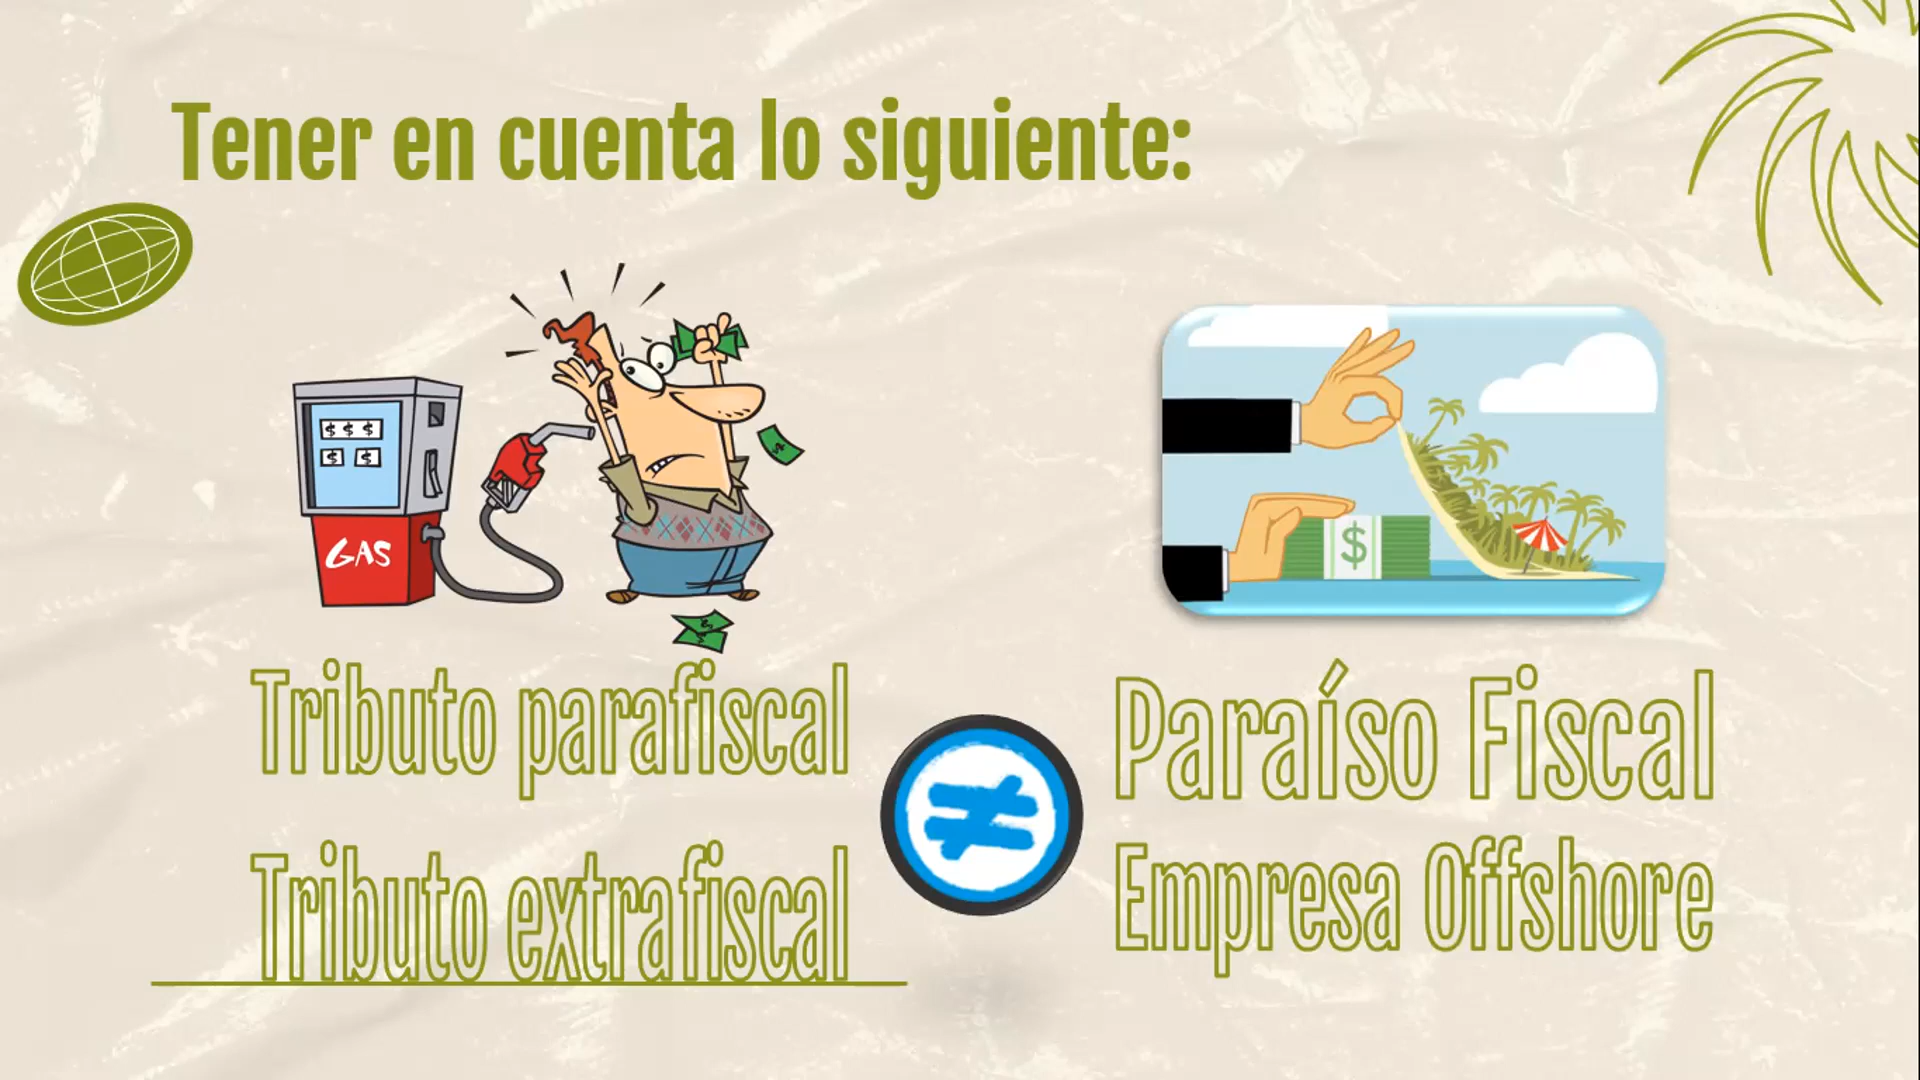 Tener en cuenta lo siguiente:
$ $ $
$ $
GAS
$
Tributo parafiscal
Paraíso Fiscal
Tributo extrafiscal
Empresa Offshore